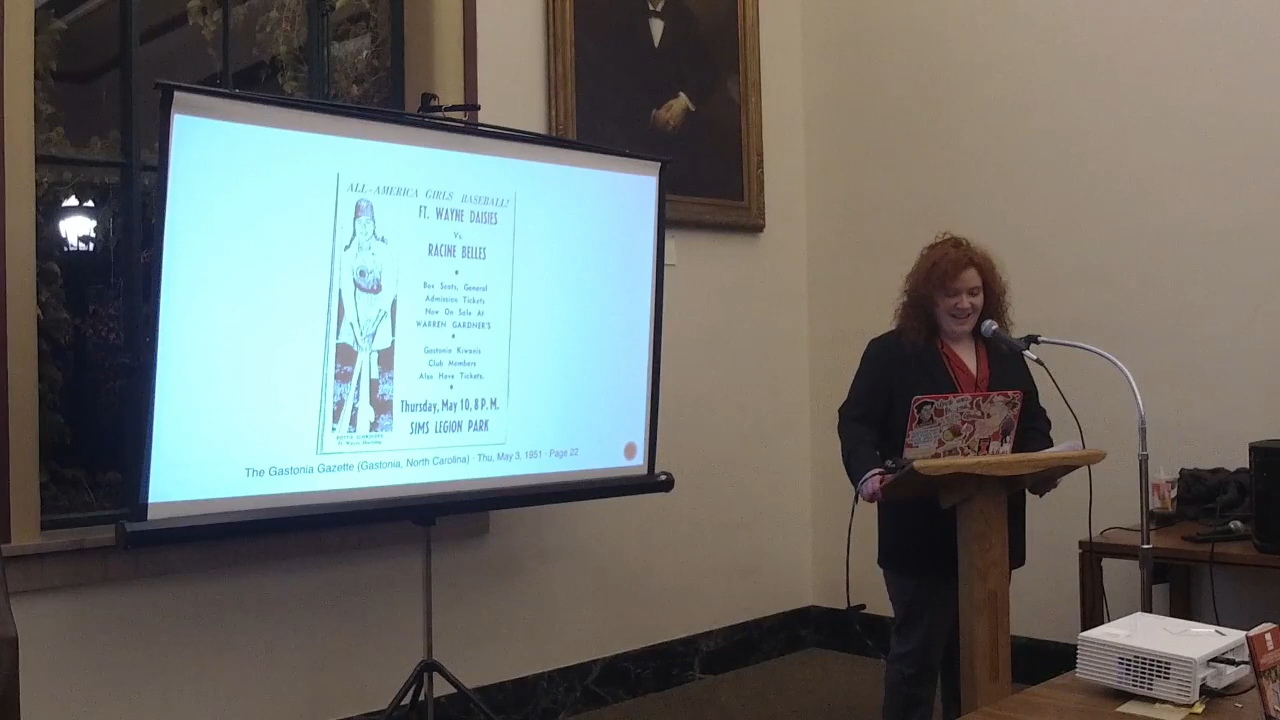 ALL-AMERICA GIRLS BASEBALL!
FT. WAYNE DAISIES
Vs.
RACINE BELLES
Box Seats, General
Admission Tickets
Now On Sale At
WARREN GARDNER'S
Gastonia Kiwanis
Club Members
Also Have Tickets.
Thursday, May 10, 8 P. M.
SIMS LEGION PARK
The Gastonia Gazette (Gastonia, North Carolina) · Thu, May 3, 1951 · Page 22